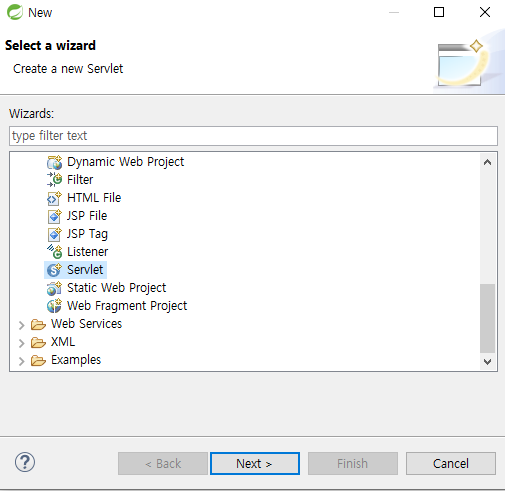 New
Select a wizard
Create a new Servlet
Wizards:
type filter text
Dynamic Web Project
Filter
HTML File
JSP File
JSP Tag
Listener
Servlet
Static Web Project
Web Fragment Project
Web Services
XML
Examples
?
< Back
Next >
Finish
Cancel